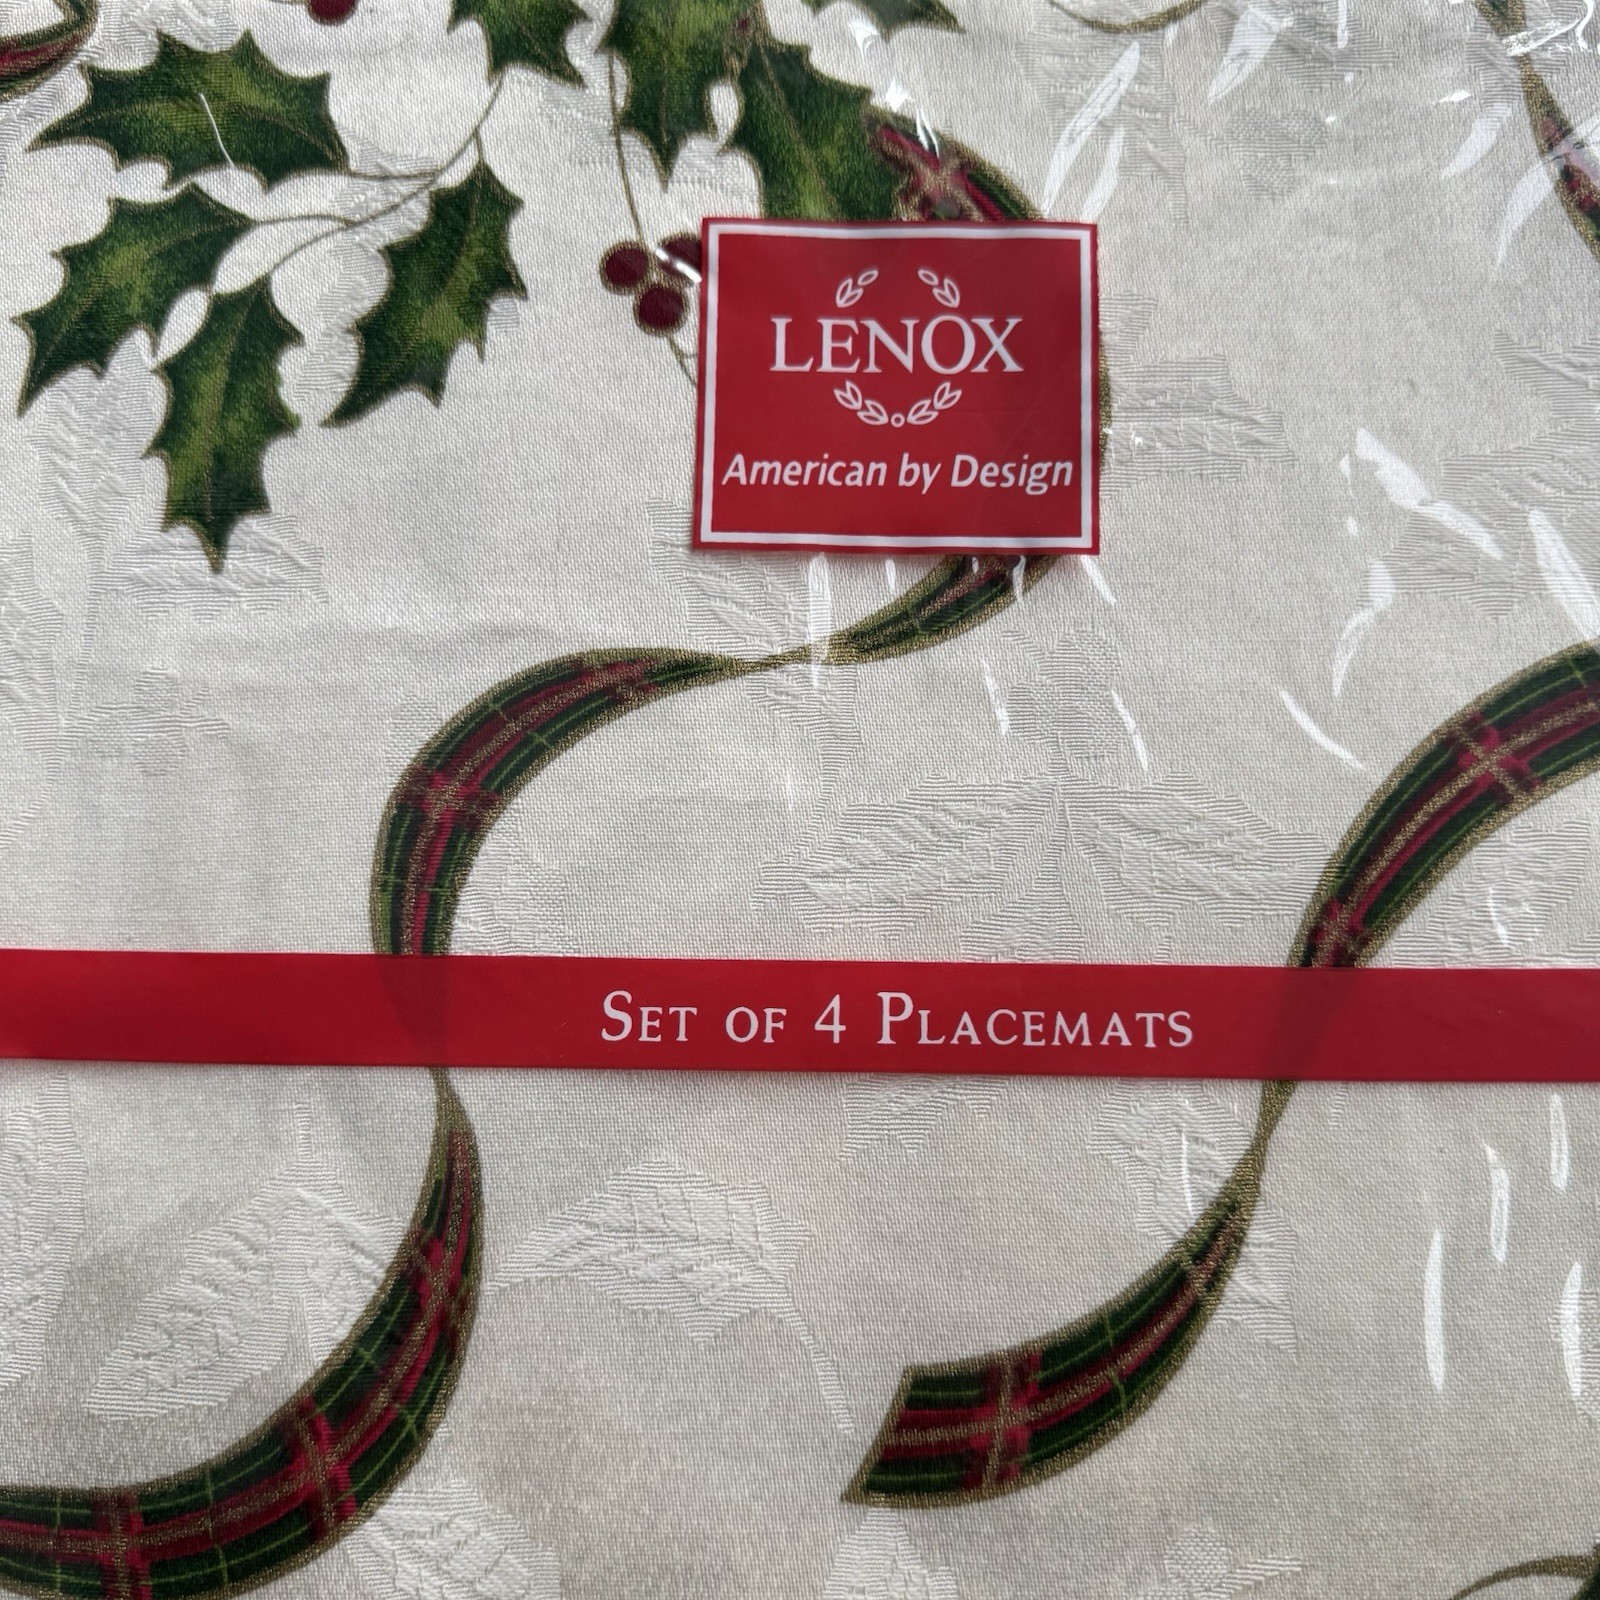 LENOX
American by Design
SET OF 4 PLACEMATS